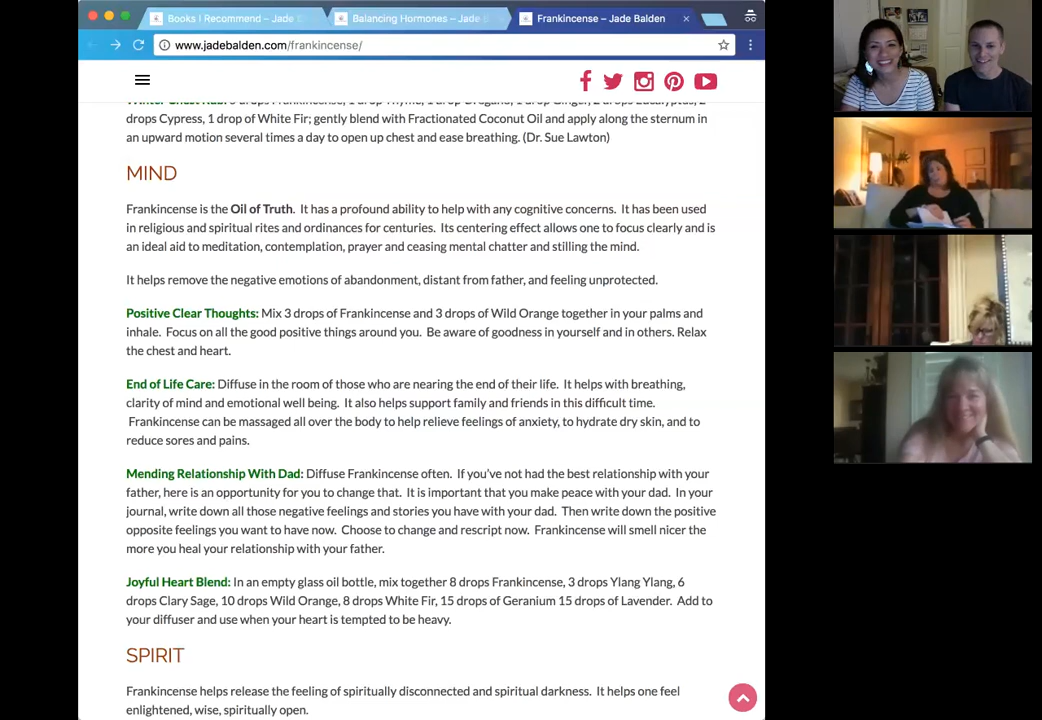 Books I Recommend – Jade
Balancing Hormones – Jade
Frankincense – Jade Balden
www.jadebalden.com/frankincense/
drops Cypress, 1 drop of White Fir; gently blend with Fractionated Coconut Oil and apply along the sternum in
an upward motion several times a day to open up chest and ease breathing. (Dr. Sue Lawton)
MIND
Frankincense is the Oil of Truth.  It has a profound ability to help with any cognitive concerns.  It has been used
in religious and spiritual rites and ordinances for centuries.  Its centering effect allows one to focus clearly and is
an ideal aid to meditation, contemplation, prayer and ceasing mental chatter and stilling the mind.
It helps remove the negative emotions of abandonment, distant from father, and feeling unprotected.
Positive Clear Thoughts: Mix 3 drops of Frankincense and 3 drops of Wild Orange together in your palms and
inhale.  Focus on all the good positive things around you.  Be aware of goodness in yourself and in others. Relax
the chest and heart.
End of Life Care: Diffuse in the room of those who are nearing the end of their life.  It helps with breathing,
clarity of mind and emotional well being.  It also helps support family and friends in this difficult time.
Frankincense can be massaged all over the body to help relieve feelings of anxiety, to hydrate dry skin, and to
reduce sores and pains.
Mending Relationship With Dad: Diffuse Frankincense often.  If you've not had the best relationship with your
father, here is an opportunity for you to change that.  It is important that you make peace with your dad.  In your
journal, write down all those negative feelings and stories you have with your dad.  Then write down the positive
opposite feelings you want to have now.  Choose to change and rescript now.  Frankincense will smell nicer the
more you heal your relationship with your father.
Joyful Heart Blend: In an empty glass oil bottle, mix together 8 drops Frankincense, 3 drops Ylang Ylang, 6
drops Clary Sage, 10 drops Wild Orange, 8 drops White Fir, 15 drops of Geranium 15 drops of Lavender.  Add to
your diffuser and use when your heart is tempted to be heavy.
SPIRIT
Frankincense helps release the feeling of spiritually disconnected and spiritual darkness.  It helps one feel
enlightened, wise, spiritually open.